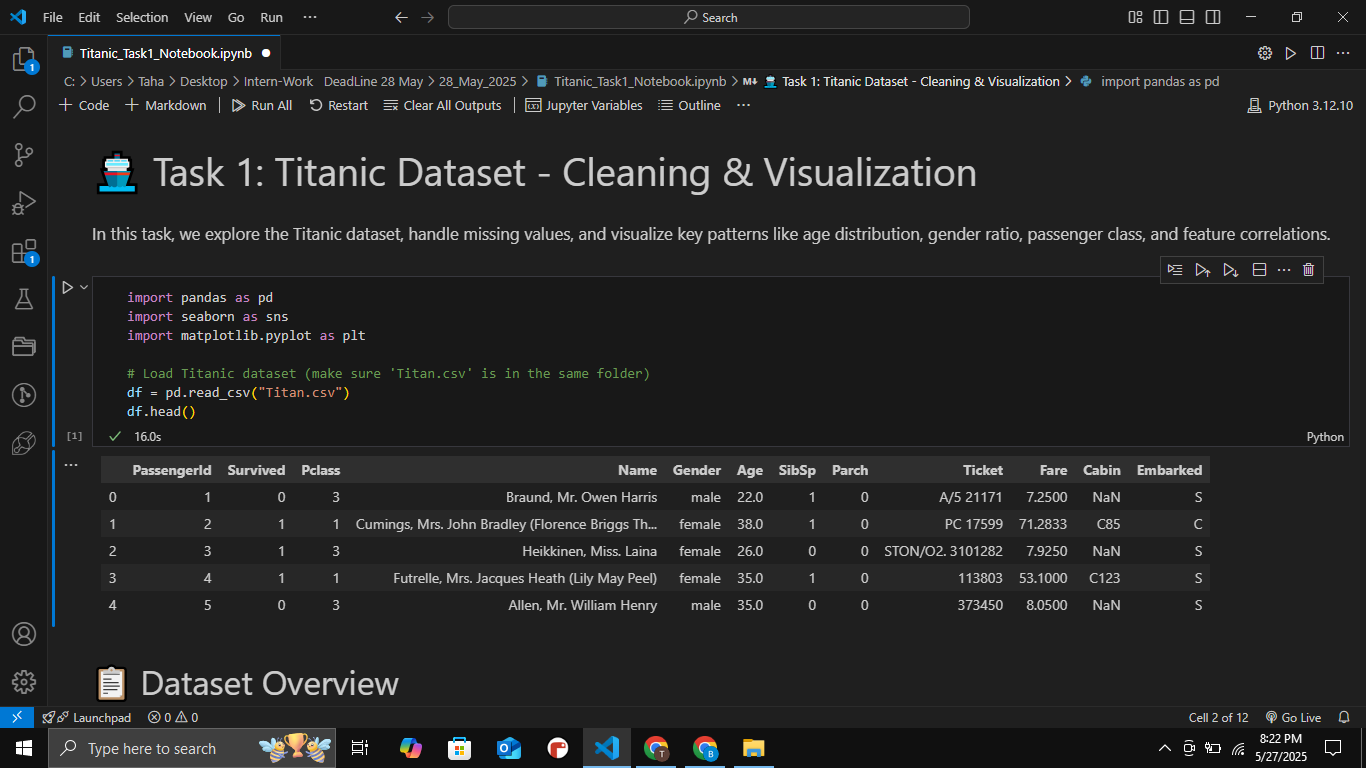 File Edit Selection View Go Run ··· Search
Titanic_Task1_Notebook.ipynb
C: > Users > Taha > Desktop > Intern-Work DeadLine 28 May > 28_May_2025 > Titanic_Task1_Notebook.ipynb > M↓ Task 1: Titanic Dataset - Cleaning & Visualization > import pandas as pd
+ Code + Markdown | Run All Restart Clear All Outputs | Jupyter Variables Outline ··· Python 3.12.10
Task 1: Titanic Dataset - Cleaning & Visualization
In this task, we explore the Titanic dataset, handle missing values, and visualize key patterns like age distribution, gender ratio, passenger class, and feature correlations.
import pandas as pd
import seaborn as sns
import matplotlib.pyplot as plt
# Load Titanic dataset (make sure 'Titan.csv' is in the same folder)
df = pd.read_csv("Titan.csv")
df.head()
[1] 16.0s Python
PassengerId Survived Pclass Name Gender Age SibSp Parch Ticket Fare Cabin Embarked
0 1 0 3 Braund, Mr. Owen Harris male 22.0 1 0 A/5 21171 7.2500 NaN S
1 2 1 1 Cumings, Mrs. John Bradley (Florence Briggs Th... female 38.0 1 0 PC 17599 71.2833 C85 C
2 3 1 3 Heikkinen, Miss. Laina female 26.0 0 0 STON/O2. 3101282 7.9250 NaN S
3 4 1 1 Futrelle, Mrs. Jacques Heath (Lily May Peel) female 35.0 1 0 113803 53.1000 C123 S
4 5 0 3 Allen, Mr. William Henry male 35.0 0 0 373450 8.0500 NaN S
Dataset Overview
1
1
Launchpad 0 0 Cell 2 of 12 Go Live
Type here to search
T
B
8:22 PM
5/27/2025